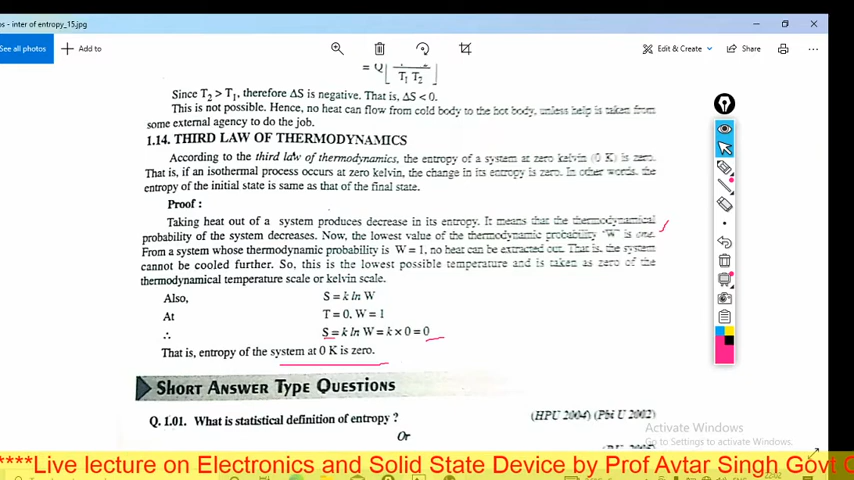 os - inter of entropy_15.jpg
See all photos
Add to
Edit & Create
Share
= Q
T₁ T₂
Since T₂ > T₁, therefore ΔS is negative. That is, ΔS < 0.
This is not possible. Hence, no heat can flow from cold body to the hot body, unless help is taken from
some external agency to do the job.
1.14. THIRD LAW OF THERMODYNAMICS
According to the third law of thermodynamics, the entropy of a system at zero kelvin (0 K) is zero.
That is, if an isothermal process occurs at zero kelvin, the change in its entropy is zero. In other words, the
entropy of the initial state is same as that of the final state.
Proof :
Taking heat out of a system produces decrease in its entropy. It means that the thermodynamical
probability of the system decreases. Now, the lowest value of the thermodynamic probability 'W' is one.
From a system whose thermodynamic probability is W = 1, no heat can be extracted out. That is, the system
cannot be cooled further. So, this is the lowest possible temperature and is taken as zero of the
thermodynamical temperature scale or kelvin scale.
Also, S = k ln W
At T = 0, W = 1
∴ S = k ln W = k × 0 = 0
That is, entropy of the system at 0 K is zero.
SHORT ANSWER TYPE QUESTIONS
Q. 1.01. What is statistical definition of entropy ? (HPU 2004) (Pbi U 2002)
Or
Activate Windows
Go to Settings to activate Windows.
****Live lecture on Electronics and Solid State Device by Prof Avtar Singh Govt
22:02